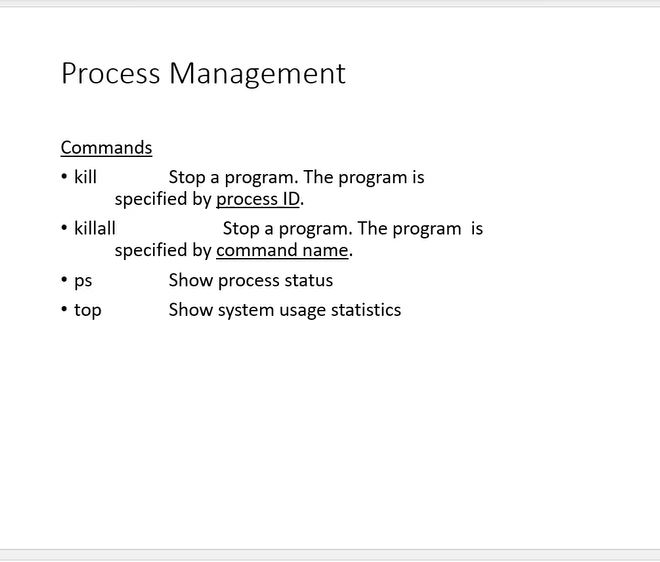 Process Management
Commands
• kill Stop a program. The program is
specified by process ID.
• killall Stop a program. The program is
specified by command name.
• ps Show process status
• top Show system usage statistics